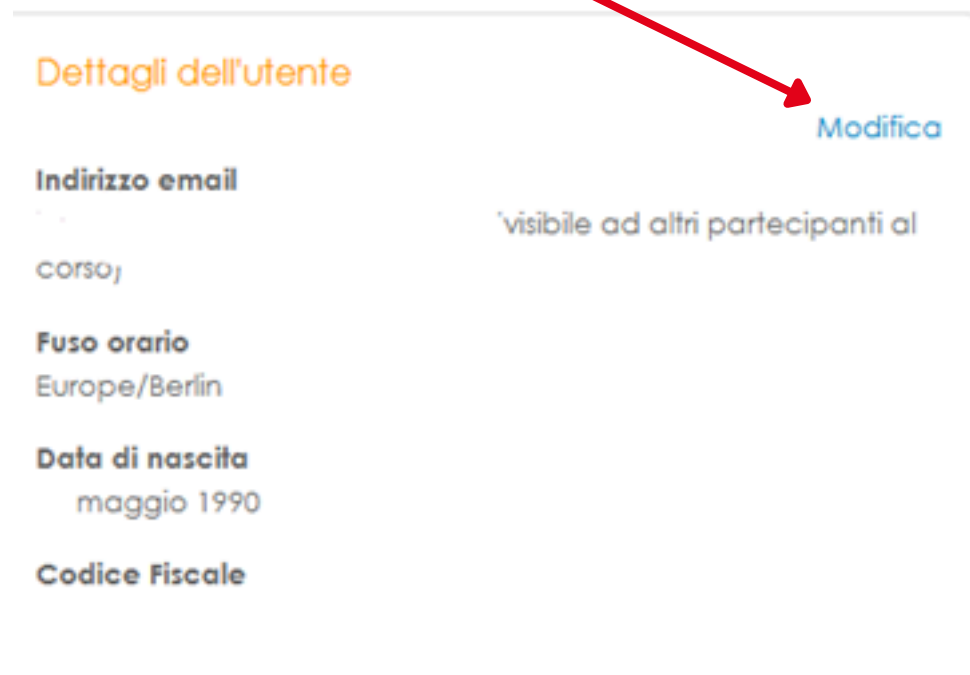 Dettagli dell'utente
Modifica
Indirizzo email
visibile ad altri partecipanti al
corso)
Fuso orario
Europe/Berlin
Data di nascita
maggio 1990
Codice Fiscale